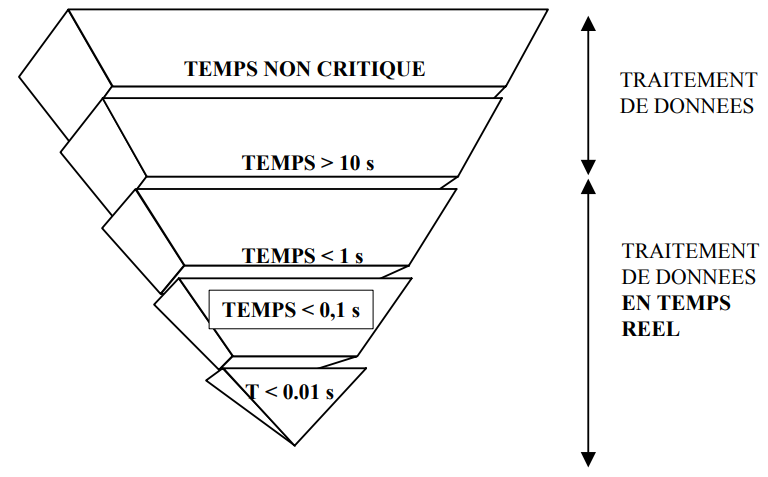 TEMPS NON CRITIQUE
TRAITEMENT
DE DONNEES
TEMPS > 10 s
TEMPS < 1 s
TRAITEMENT
DE DONNEES
EN TEMPS
REEL
TEMPS < 0,1 s
T < 0.01 s